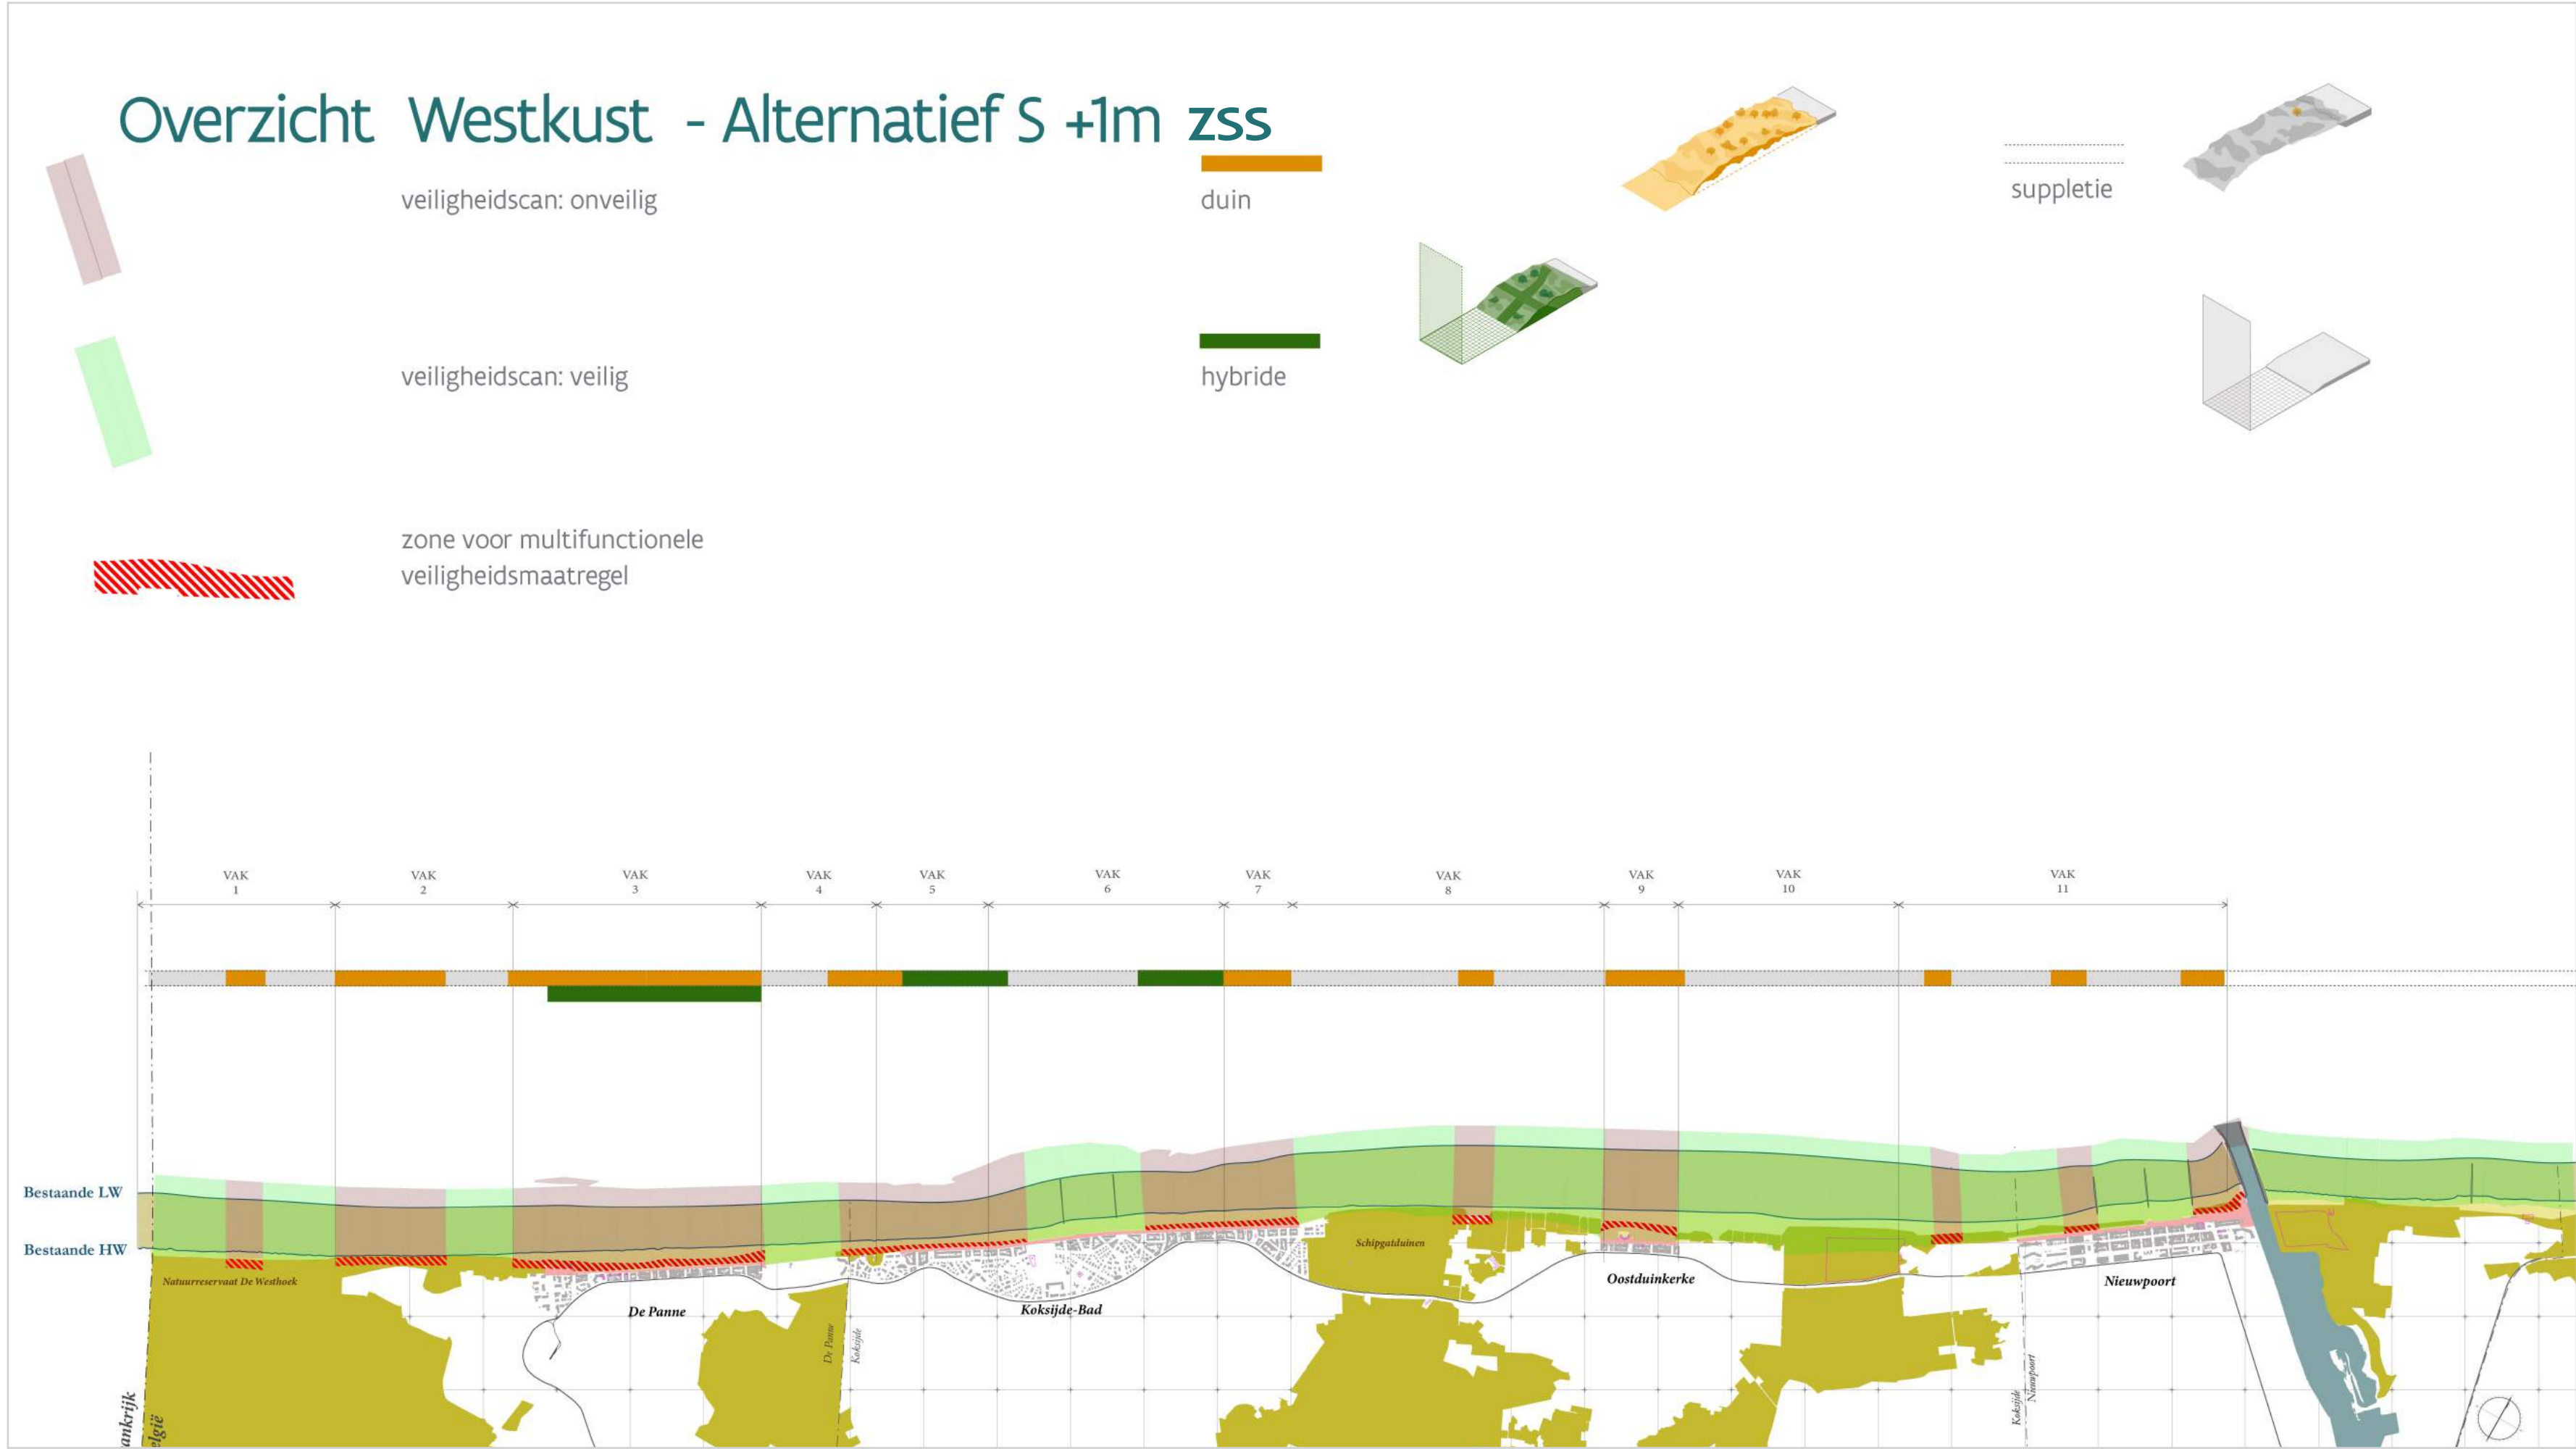 Overzicht Westkust - Alternatief S +1m ZSS
veiligheidscan: onveilig
duin
suppletie
veiligheidscan: veilig
hybride
zone voor multifunctionele
veiligheidsmaatregel
VAK
1
VAK
2
VAK
3
VAK
4
VAK
5
VAK
6
VAK
7
VAK
8
VAK
9
VAK
10
VAK
11
Bestaande LW
Bestaande HW
Natuurreservaat De Westhoek
Schipgatduinen
De Panne
Koksijde-Bad
Oostduinkerke
Nieuwpoort
De Panne
Koksijde
Koksijde
Nieuwpoort
ankrijk
elgië